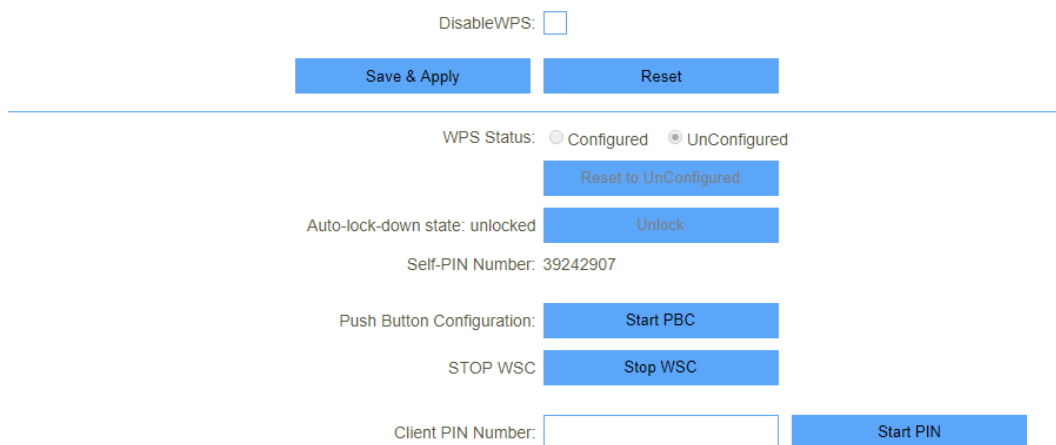 DisableWPS:
Save & Apply Reset
WPS Status: Configured UnConfigured
Reset to UnConfigured
Auto-lock-down state: unlocked Unlock
Self-PIN Number: 39242907
Push Button Configuration: Start PBC
STOP WSC Stop WSC
Client PIN Number: Start PIN